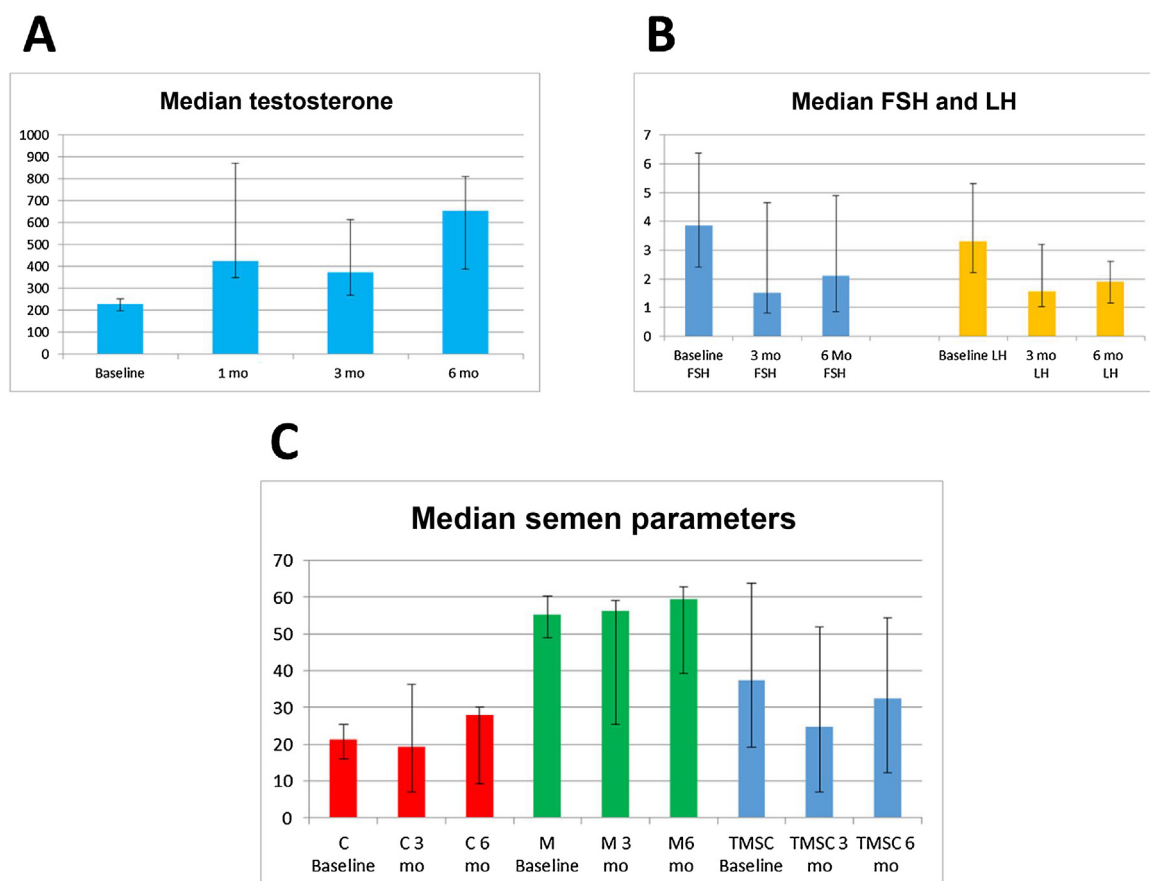 A
Median testosterone
1000
900
800
700
600
500
400
300
200
100
0
Baseline
1 mo
3 mo
6 mo
B
Median FSH and LH
7
6
5
4
3
2
1
0
Baseline FSH
3 mo FSH
6 Mo FSH
Baseline LH
3 mo LH
6 mo LH
C
Median semen parameters
70
60
50
40
30
20
10
0
C Baseline
C 3 mo
C 6 mo
M Baseline
M 3 mo
M6 mo
TMSC Baseline
TMSC 3 mo
TMSC 6 mo